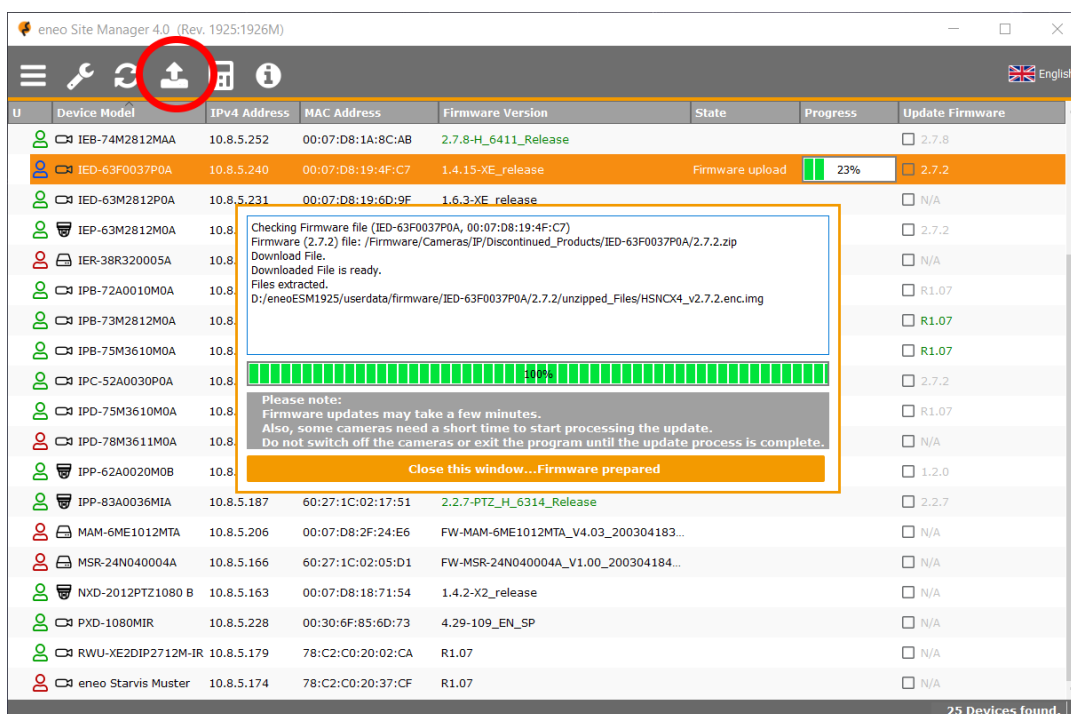 eneo Site Manager 4.0 (Rev. 1925:1926M)
English
U Device Model IPv4 Address MAC Address Firmware Version State Progress Update Firmware
IEB-74M2812MAA 10.8.5.252 00:07:D8:1A:8C:AB 2.7.8-H_6411_Release 2.7.8
IED-63F0037P0A 10.8.5.240 00:07:D8:19:4F:C7 1.4.15-XE_release Firmware upload 23% 2.7.2
IED-63M2812P0A 10.8.5.231 00:07:D8:19:6D:9F 1.6.3-XE_release N/A
IEP-63M2812M0A 10.8. 2.7.2
IER-38R320005A 10.8. N/A
IPB-72A0010M0A 10.8. R1.07
IPB-73M2812M0A 10.8. R1.07
IPB-75M3610M0A 10.8. R1.07
IPC-52A0030P0A 10.8. 2.7.2
IPD-75M3610M0A 10.8. R1.07
IPD-78M3611M0A 10.8. N/A
IPP-62A0020M0B 10.8. 1.2.0
Checking Firmware file (IED-63F0037P0A, 00:07:D8:19:4F:C7)
Firmware (2.7.2) file: /Firmware/Cameras/IP/Discontinued_Products/IED-63F0037P0A/2.7.2.zip
Download File.
Downloaded File is ready.
Files extracted.
D:/eneoESM1925/userdata/firmware/IED-63F0037P0A/2.7.2/unzipped_Files/HSNCX4_v2.7.2.enc.img
100%
Please note:
Firmware updates may take a few minutes.
Also, some cameras need a short time to start processing the update.
Do not switch off the cameras or exit the program until the update process is complete.
Close this window...Firmware prepared
IPP-83A0036MIA 10.8.5.187 60:27:1C:02:17:51 2.2.7-PTZ_H_6314_Release 2.2.7
MAM-6ME1012MTA 10.8.5.206 00:07:D8:2F:24:E6 FW-MAM-6ME1012MTA_V4.03_200304183... N/A
MSR-24N040004A 10.8.5.166 60:27:1C:02:05:D1 FW-MSR-24N040004A_V1.00_200304184... N/A
NXD-2012PTZ1080 B 10.8.5.163 00:07:D8:18:71:54 1.4.2-X2_release N/A
PXD-1080MIR 10.8.5.228 00:30:6F:85:6D:73 4.29-109_EN_SP N/A
RWU-XE2DIP2712M-IR 10.8.5.179 78:C2:C0:20:02:CA R1.07 N/A
eneo Starvis Muster 10.8.5.174 78:C2:C0:20:37:CF R1.07 N/A
25 Devices found.